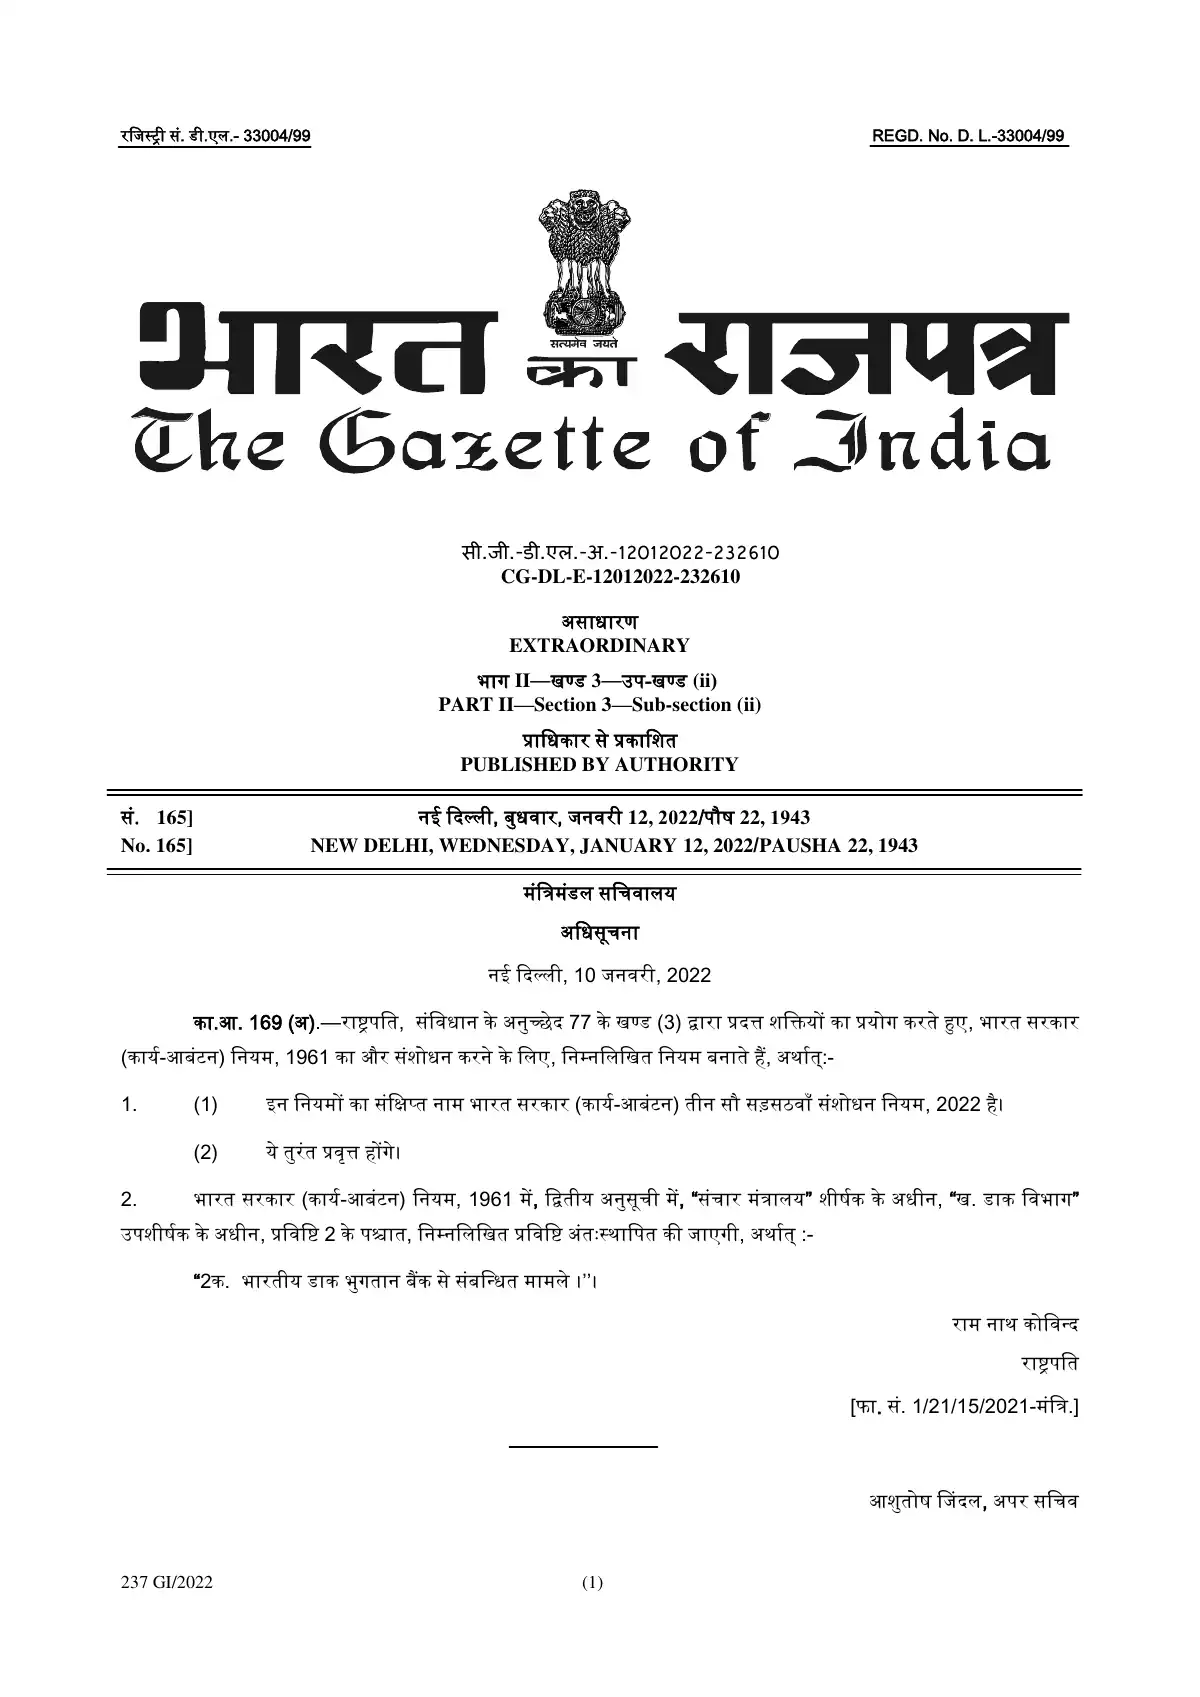 रजिस्ट्री सं. डी.एल.- 33004/99
REGD. No. D. L.-33004/99
सत्यमेव जयते
भारत का राजपत्र
The Gazette of India
सी.जी.-डी.एल.-अ.-12012022-232610
CG-DL-E-12012022-232610
असाधारण
EXTRAORDINARY
भाग II—खण्ड 3—उप-खण्ड (ii)
PART II—Section 3—Sub-section (ii)
प्राधिकार से प्रकाशित
PUBLISHED BY AUTHORITY
सं. 165] नई दिल्ली, बुधवार, जनवरी 12, 2022/पौष 22, 1943
No. 165] NEW DELHI, WEDNESDAY, JANUARY 12, 2022/PAUSHA 22, 1943
मंत्रिमंडल सचिवालय
अधिसूचना
नई दिल्ली, 10 जनवरी, 2022
का.आ. 169 (अ).—राष्ट्रपति, संविधान के अनुच्छेद 77 के खण्ड (3) द्वारा प्रदत्त शक्तियों का प्रयोग करते हुए, भारत सरकार
(कार्य-आबंटन) नियम, 1961 का और संशोधन करने के लिए, निम्नलिखित नियम बनाते हैं, अर्थात्:-
1. (1) इन नियमों का संक्षिप्त नाम भारत सरकार (कार्य-आबंटन) तीन सौ सड़सठवाँ संशोधन नियम, 2022 है।
(2) ये तुरंत प्रवृत्त होंगे।
2. भारत सरकार (कार्य-आबंटन) नियम, 1961 में, द्वितीय अनुसूची में, “संचार मंत्रालय” शीर्षक के अधीन, “ख. डाक विभाग”
उपशीर्षक के अधीन, प्रविष्टि 2 के पश्चात, निम्नलिखित प्रविष्टि अंतःस्थापित की जाएगी, अर्थात् :-
“2क. भारतीय डाक भुगतान बैंक से संबन्धित मामले ।’’।
राम नाथ कोविन्द
राष्ट्रपति
[फा. सं. 1/21/15/2021-मंत्रि.]
आशुतोष जिंदल, अपर सचिव
237 GI/2022 (1)